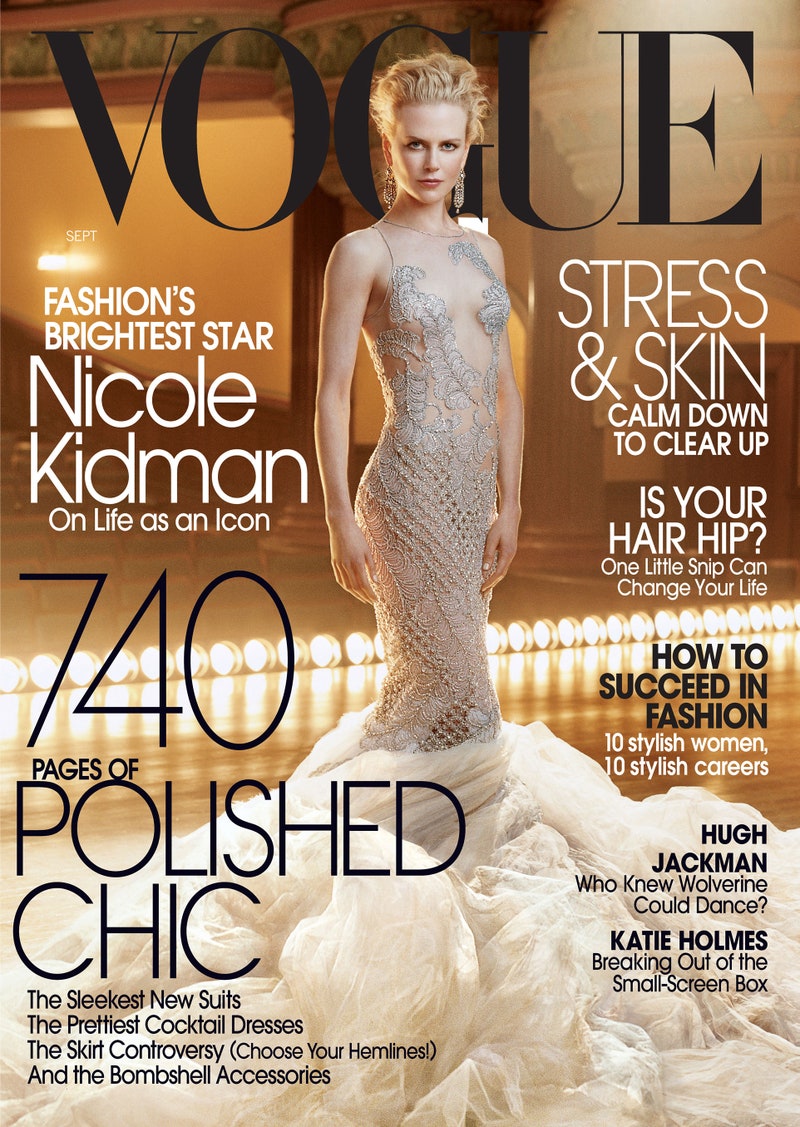 VOGUE
SEPT
FASHION'S
BRIGHTEST STAR
Nicole
Kidman
On Life as an Icon
740
PAGES OF
POLISHED
CHIC
The Sleekest New Suits
The Prettiest Cocktail Dresses
The Skirt Controversy (Choose Your Hemlines!)
And the Bombshell Accessories
STRESS
& SKIN
CALM DOWN
TO CLEAR UP
IS YOUR
HAIR HIP?
One Little Snip Can
Change Your Life
HOW TO
SUCCEED IN
FASHION
10 stylish women,
10 stylish careers
HUGH
JACKMAN
Who Knew Wolverine
Could Dance?
KATIE HOLMES
Breaking Out of the
Small-Screen Box